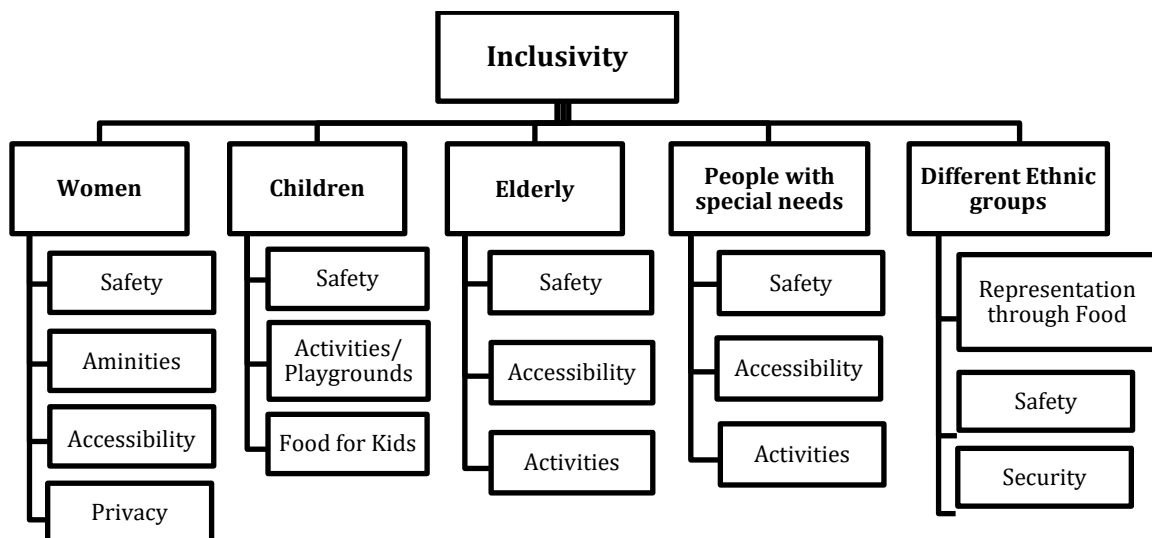 Inclusivity
Women
Children
Elderly
People with
special needs
Different Ethnic
groups
Safety
Aminities
Accessibility
Privacy
Safety
Activities/
Playgrounds
Food for Kids
Safety
Accessibility
Activities
Safety
Accessibility
Activities
Representation
through Food
Safety
Security